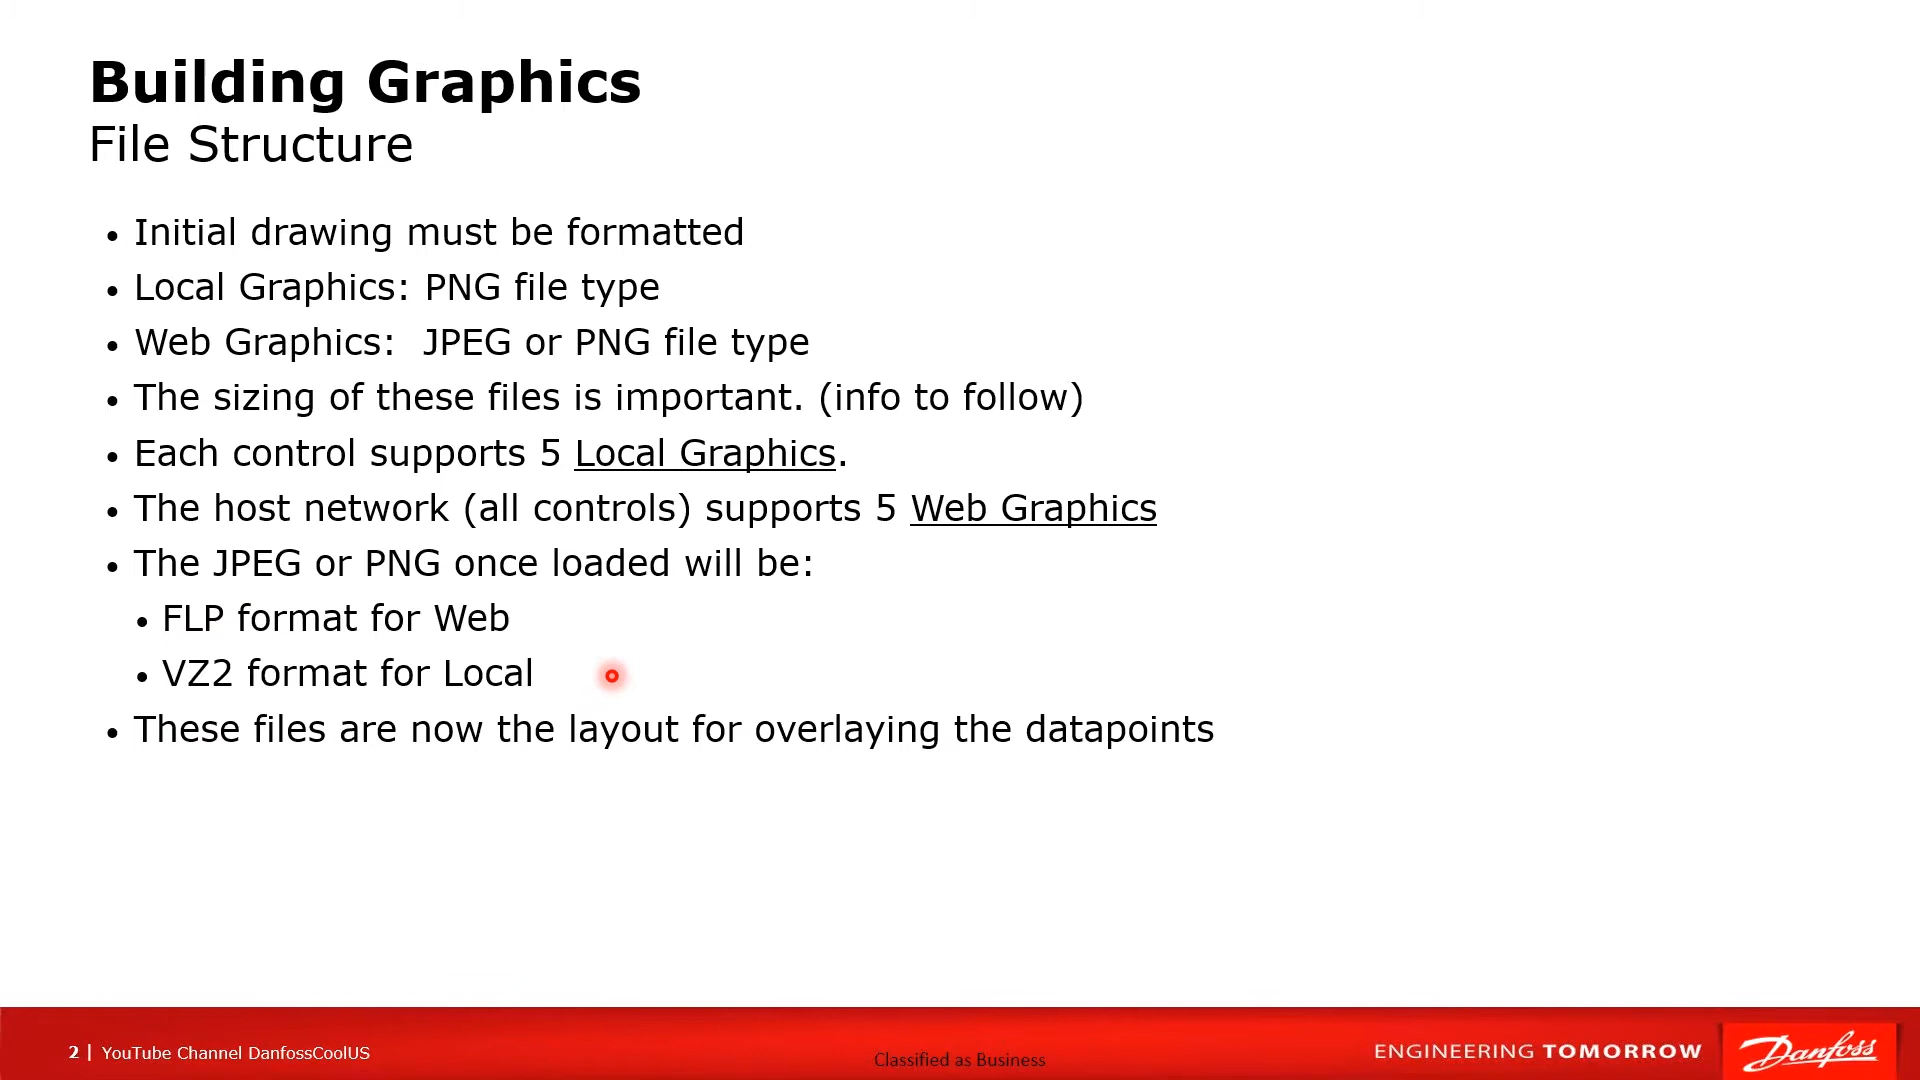 Building Graphics
File Structure
• Initial drawing must be formatted
• Local Graphics: PNG file type
• Web Graphics:  JPEG or PNG file type
• The sizing of these files is important. (info to follow)
• Each control supports 5 Local Graphics.
• The host network (all controls) supports 5 Web Graphics
• The JPEG or PNG once loaded will be:
• FLP format for Web
• VZ2 format for Local
• These files are now the layout for overlaying the datapoints
2 | YouTube Channel DanfossCoolUS
Classified as Business
ENGINEERING TOMORROW
Danfoss